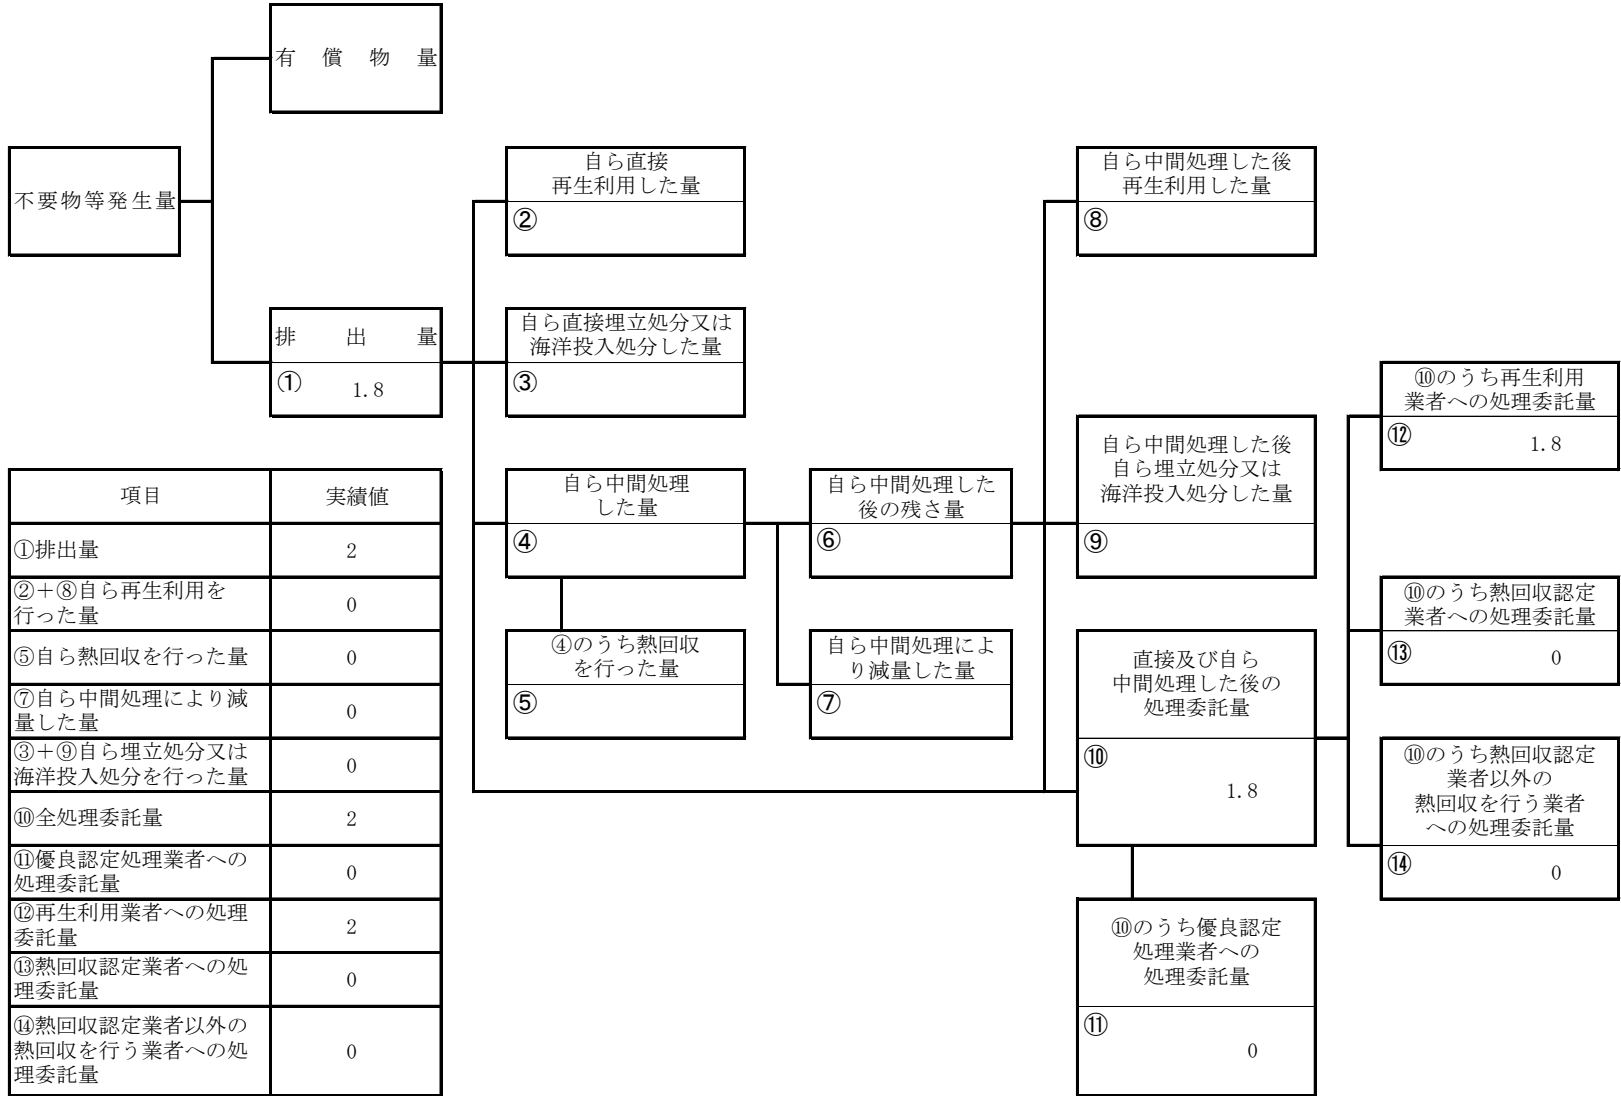 有償物量
不要物等発生量
自ら直接
再生利用した量
②
自ら中間処理した後
再生利用した量
⑧
排出量
① 1.8
自ら直接埋立処分又は
海洋投入処分した量
③
⑩のうち再生利用
業者への処理委託量
⑫ 1.8
自ら中間処理した後
自ら埋立処分又は
海洋投入処分した量
⑨
自ら中間処理
した量
④
自ら中間処理した
後の残さ量
⑥
⑩のうち熱回収認定
業者への処理委託量
⑬ 0
④のうち熱回収
を行った量
⑤
自ら中間処理によ
り減量した量
⑦
直接及び自ら
中間処理した後の
処理委託量
⑩
1.8
⑩のうち熱回収認定
業者以外の
熱回収を行う業者
への処理委託量
⑭ 0
⑩のうち優良認定
処理業者への
処理委託量
⑪
0
項目 実績値
①排出量 2
②+⑧自ら再生利用を
行った量 0
⑤自ら熱回収を行った量 0
⑦自ら中間処理により減
量した量 0
③+⑨自ら埋立処分又は
海洋投入処分を行った量 0
⑩全処理委託量 2
⑪優良認定処理業者への
処理委託量 0
⑫再生利用業者への処理
委託量 2
⑬熱回収認定業者への処
理委託量 0
⑭熱回収認定業者以外の
熱回収を行う業者への処
理委託量 0